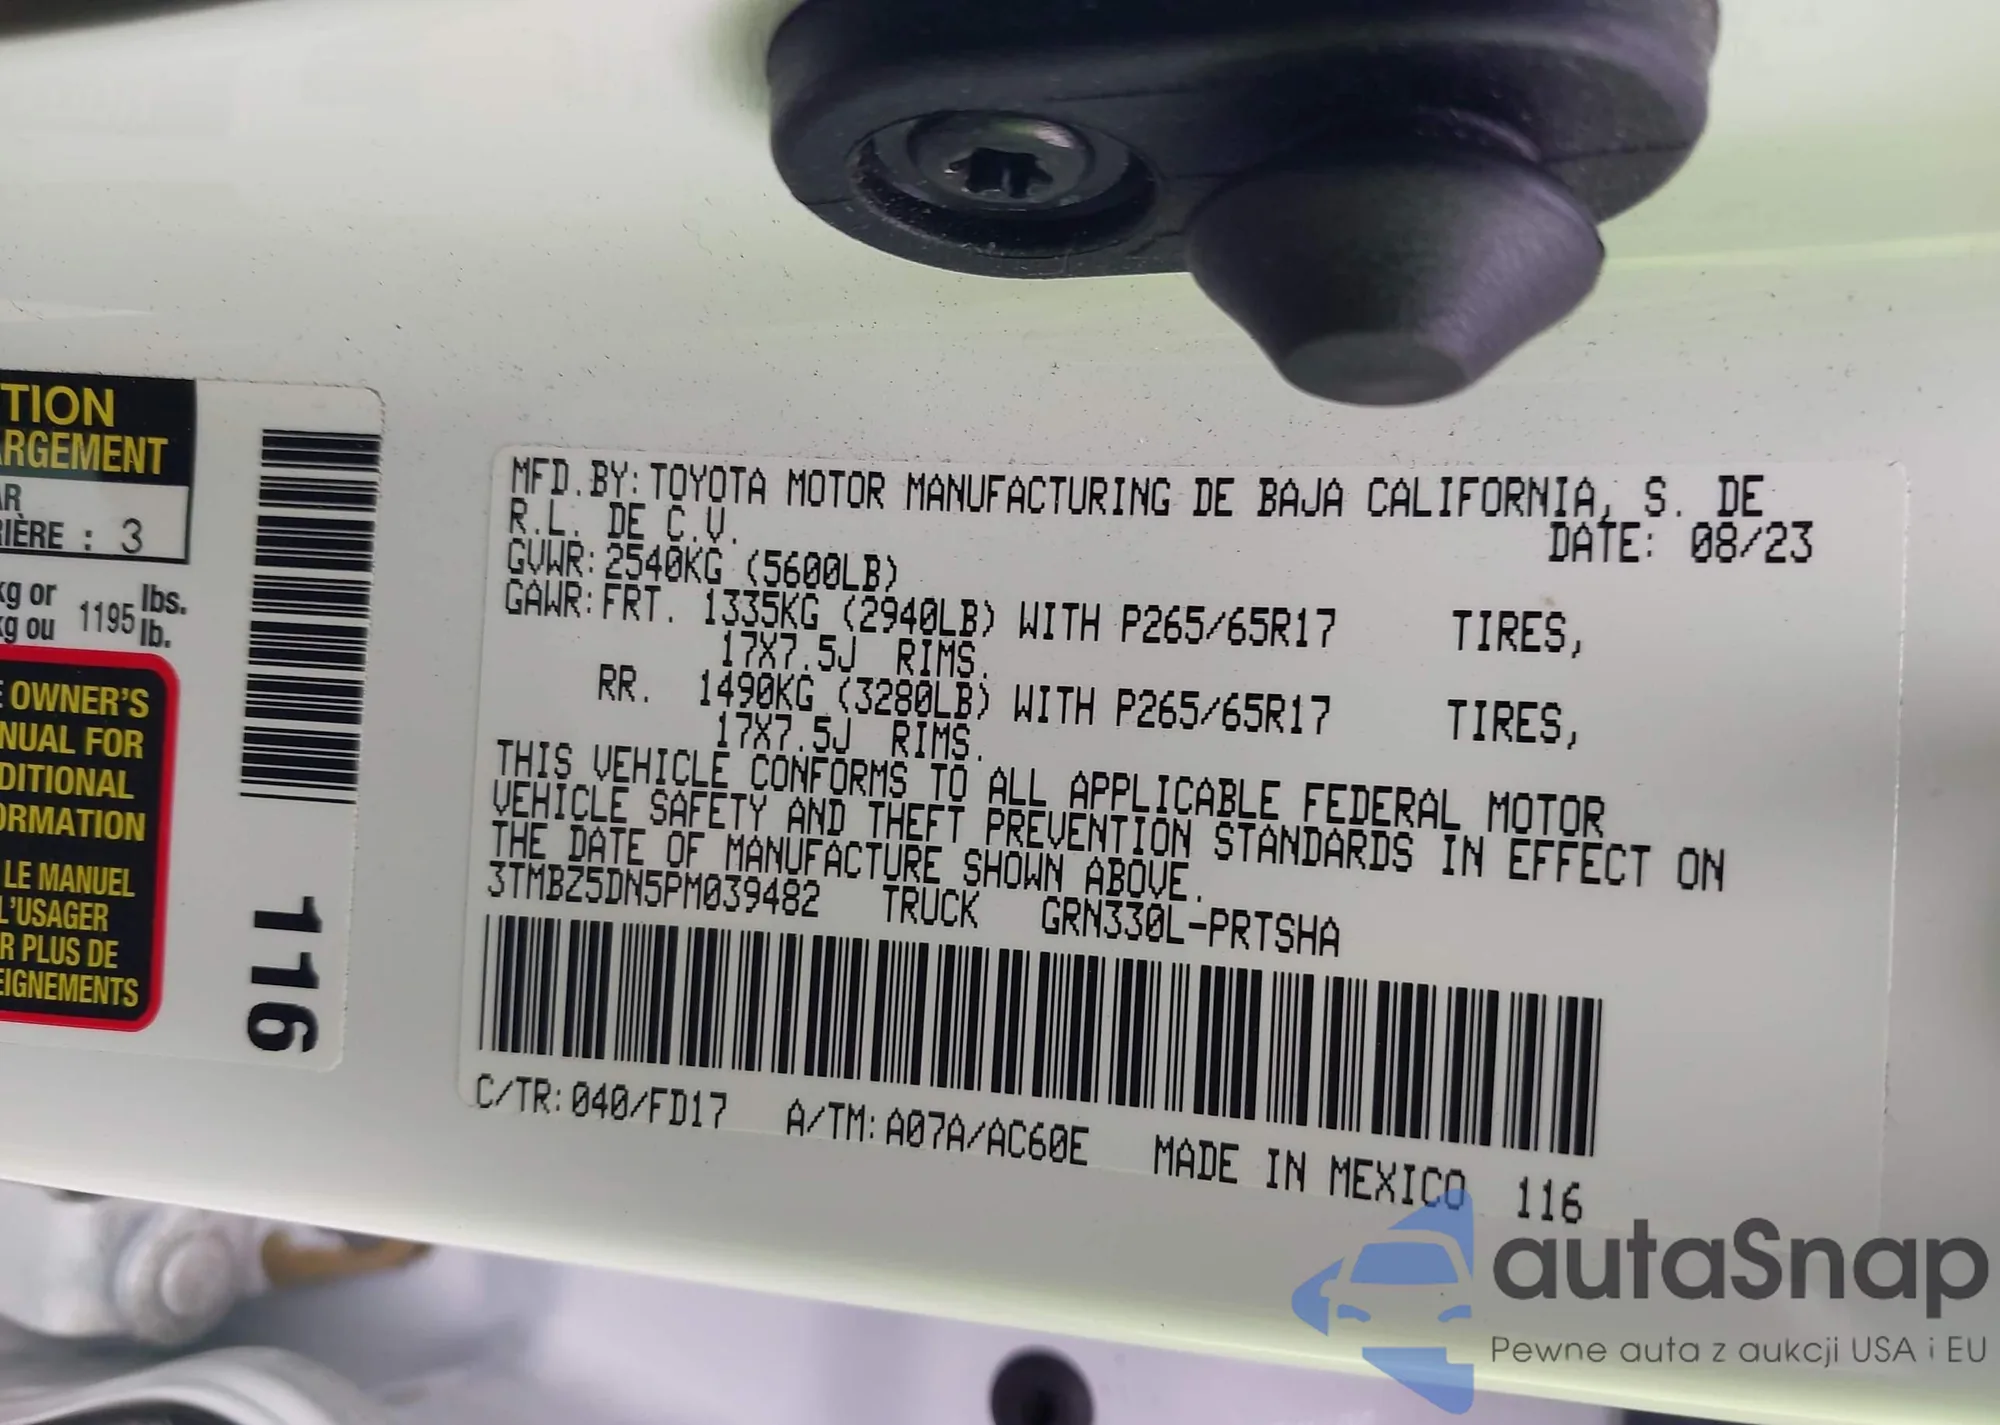 TION
ARGEMENT
AR
RIÈRE : 3
kg or 1195 lbs.
kg ou lb.
E OWNER'S
NUAL FOR
DITIONAL
ORMATION
LE MANUEL
L'USAGER
R PLUS DE
EIGNEMENTS
116
MFD.BY: TOYOTA MOTOR MANUFACTURING DE BAJA CALIFORNIA, S. DE
R.L. DE C.V. DATE: 08/23
GVWR: 2540KG (5600LB)
GAWR: FRT. 1335KG (2940LB) WITH P265/65R17 TIRES,
17X7.5J RIMS.
RR. 1490KG (3280LB) WITH P265/65R17 TIRES,
17X7.5J RIMS.
THIS VEHICLE CONFORMS TO ALL APPLICABLE FEDERAL MOTOR
VEHICLE SAFETY AND THEFT PREVENTION STANDARDS IN EFFECT ON
THE DATE OF MANUFACTURE SHOWN ABOVE.
3TMBZ5DN5PM039482 TRUCK GRN330L-PRTSHA
C/TR: 040/FD17 A/TM: A07A/AC60E MADE IN MEXICO 116
autaSnap
Pewne auta z aukcji USA i EU